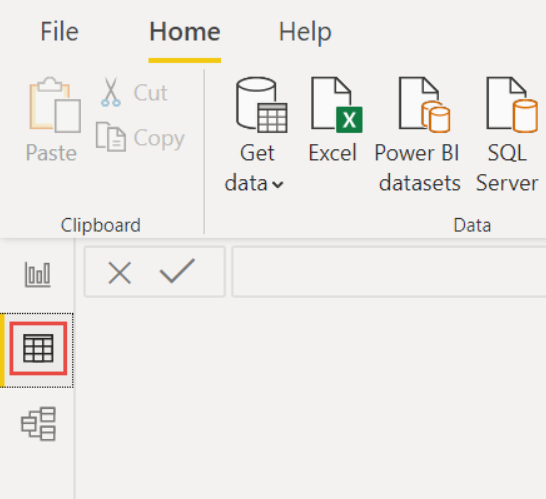 File Home Help
Cut
Copy
Paste
Get data
Excel
Power BI datasets
SQL Server
Clipboard
Data